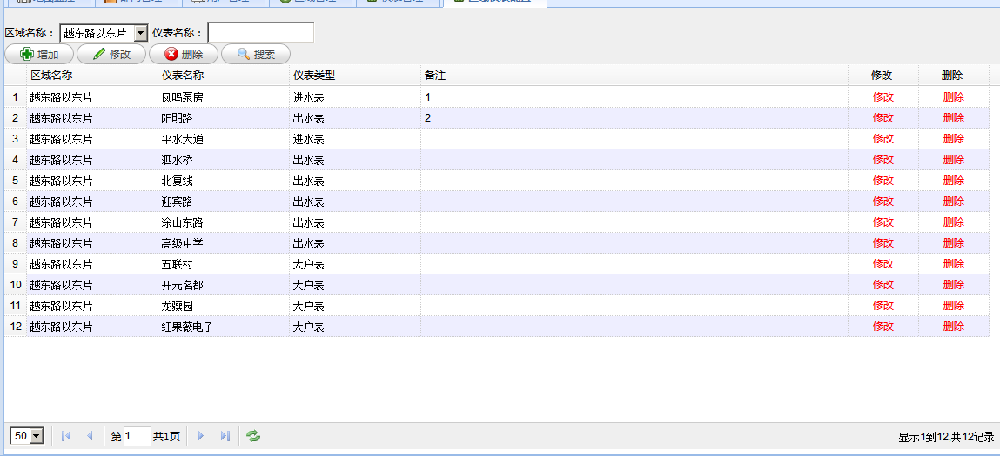 区域名称： 越东路以东片 仪表名称：
增加 修改 删除 搜索
区域名称 仪表名称 仪表类型 备注 修改 删除
1 越东路以东片 凤鸣泵房 进水表 1 修改 删除
2 越东路以东片 阳明路 出水表 2 修改 删除
3 越东路以东片 平水大道 进水表 修改 删除
4 越东路以东片 泗水桥 出水表 修改 删除
5 越东路以东片 北复线 出水表 修改 删除
6 越东路以东片 迎宾路 出水表 修改 删除
7 越东路以东片 涂山东路 出水表 修改 删除
8 越东路以东片 高级中学 出水表 修改 删除
9 越东路以东片 五联村 大户表 修改 删除
10 越东路以东片 开元名都 大户表 修改 删除
11 越东路以东片 龙骧园 大户表 修改 删除
12 越东路以东片 红果薇电子 大户表 修改 删除
50 第 1 共1页 显示1到12,共12记录